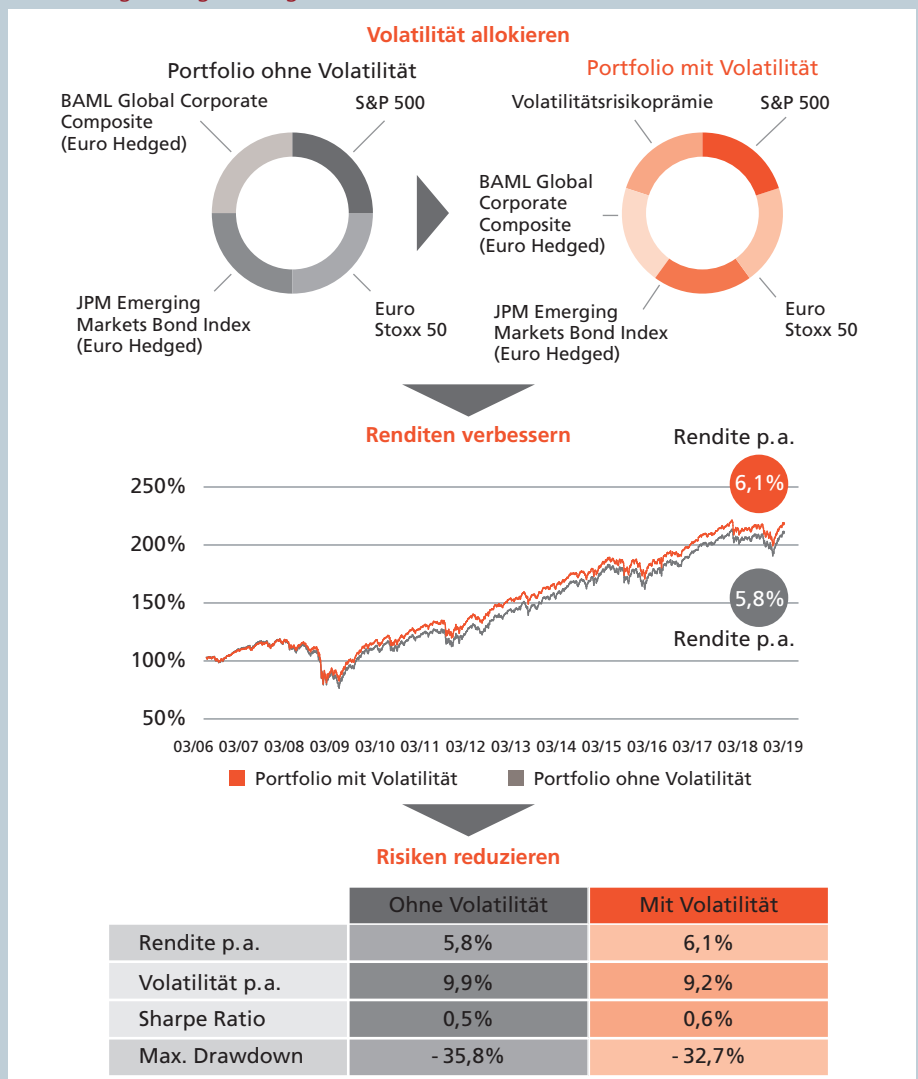 Volatilität allokieren
Portfolio ohne Volatilität
BAML Global Corporate
Composite
(Euro Hedged)
S&P 500
JPM Emerging
Markets Bond Index
(Euro Hedged)
Euro
Stoxx 50
Portfolio mit Volatilität
Volatilitätsrisikoprämie
S&P 500
BAML Global
Corporate
Composite
(Euro Hedged)
JPM Emerging
Markets Bond Index
(Euro Hedged)
Euro
Stoxx 50
Renditen verbessern
Rendite p.a.
6,1%
250%
200%
150%
100%
50%
5,8%
Rendite p.a.
03/06 03/07 03/08 03/09 03/10 03/11 03/12 03/13 03/14 03/15 03/16 03/17 03/18 03/19
Portfolio mit Volatilität Portfolio ohne Volatilität
Risiken reduzieren
Ohne Volatilität Mit Volatilität
Rendite p.a. 5,8% 6,1%
Volatilität p.a. 9,9% 9,2%
Sharpe Ratio 0,5% 0,6%
Max. Drawdown - 35,8% - 32,7%